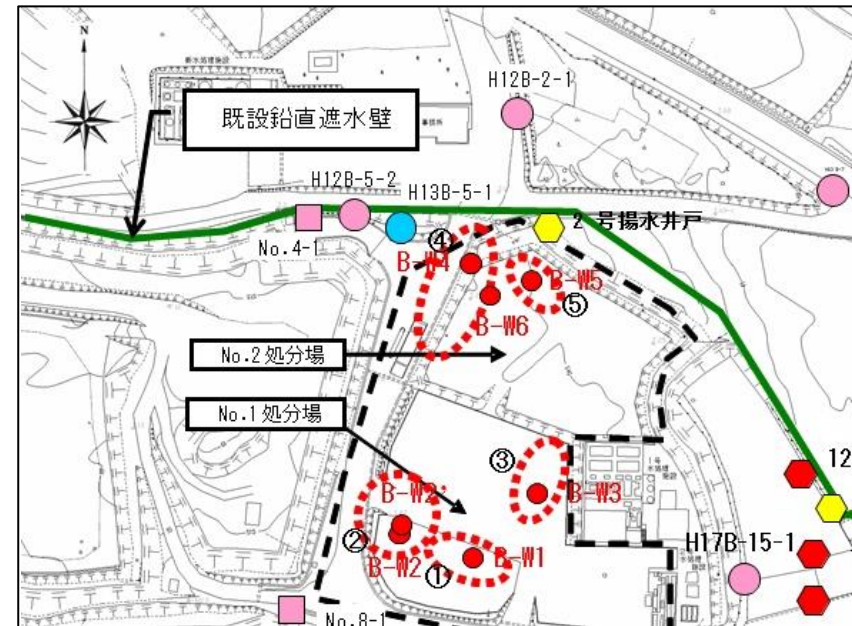 N
既設鉛直遮水壁
H12B-2-1
H12B-5-2
H13B-5-1
No.4-1
2 号揚水井戸
④
B-W4
B-W5
B-W6
⑤
No.2処分場
No.1処分場
③
B-W3
B-W2'
②
B-W2
①
B-W1
12
H17B-15-1
No.8-1